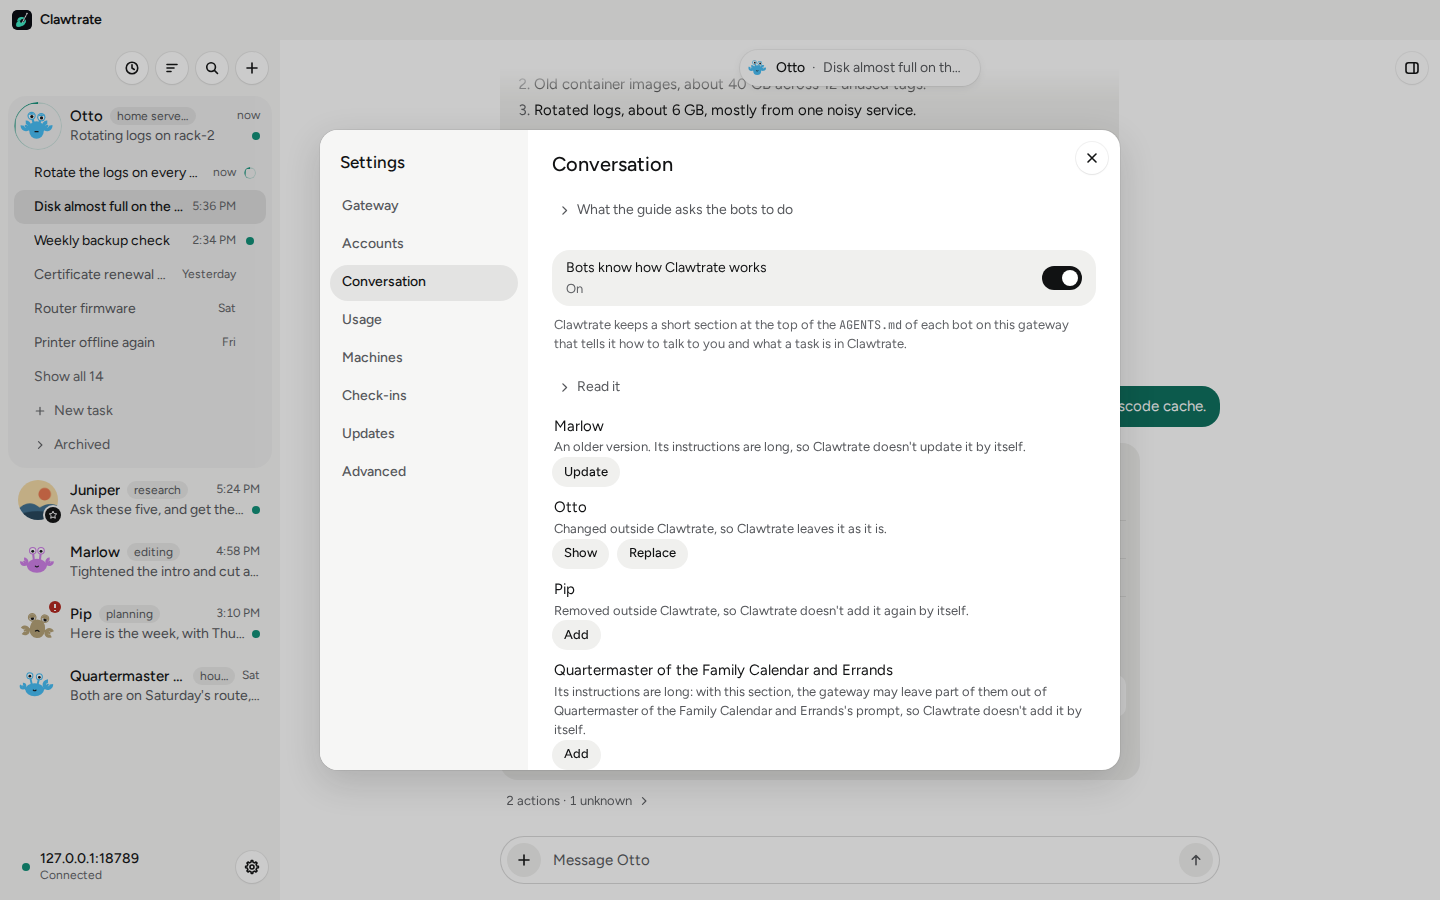 Clawtrate
Otto home serve... now
Rotating logs on rack-2
Rotate the logs on every ... now
Disk almost full on the ... 5:36 PM
Weekly backup check 2:34 PM
Certificate renewal ... Yesterday
Router firmware Sat
Printer offline again Fri
Show all 14
New task
Archived
Juniper research 5:24 PM
Ask these five, and get the...
Marlow editing 4:58 PM
Tightened the intro and cut a...
Pip planning 3:10 PM
Here is the week, with Thu...
Quartermaster ... hou... Sat
Both are on Saturday's route,...
127.0.0.1:18789
Connected
Otto · Disk almost full on th...
2. Old container images, about 40 GB across 12 unused tags.
3. Rotated logs, about 6 GB, mostly from one noisy service.
Settings
Gateway
Accounts
Conversation
Usage
Machines
Check-ins
Updates
Advanced
Conversation
What the guide asks the bots to do
Bots know how Clawtrate works
On
Clawtrate keeps a short section at the top of the AGENTS.md of each bot on this gateway
that tells it how to talk to you and what a task is in Clawtrate.
Read it
Marlow
An older version. Its instructions are long, so Clawtrate doesn't update it by itself.
Update
Otto
Changed outside Clawtrate, so Clawtrate leaves it as it is.
Show Replace
Pip
Removed outside Clawtrate, so Clawtrate doesn't add it again by itself.
Add
Quartermaster of the Family Calendar and Errands
Its instructions are long: with this section, the gateway may leave part of them out of
Quartermaster of the Family Calendar and Errands's prompt, so Clawtrate doesn't add it by
itself.
Add
scode cache.
2 actions · 1 unknown
Message Otto